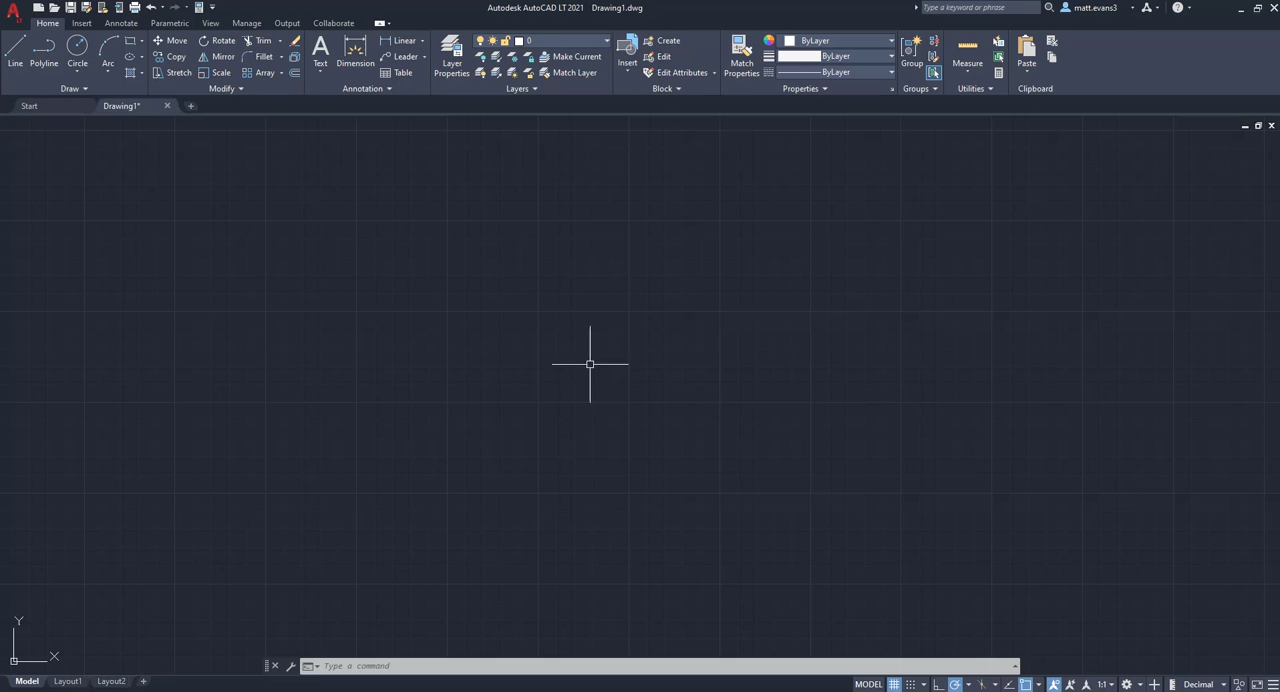 Autodesk AutoCAD LT 2021 Drawing1.dwg
Type a keyword or phrase
matt.evans3
Home Insert Annotate Parametric View Manage Output Collaborate
Line Polyline Circle Arc
Move Rotate Trim
Copy Mirror Fillet
Stretch Scale Array
Text Dimension
Linear
Leader
Table
Layer Properties
0
Make Current
Match Layer
Insert
Create
Edit
Edit Attributes
Match Properties
ByLayer
ByLayer
ByLayer
Group
Measure
Paste
Draw Modify Annotation Layers Block Properties Groups Utilities Clipboard
Start Drawing1*
Y
X
Type a command
Model Layout1 Layout2
MODEL 1:1 Decimal